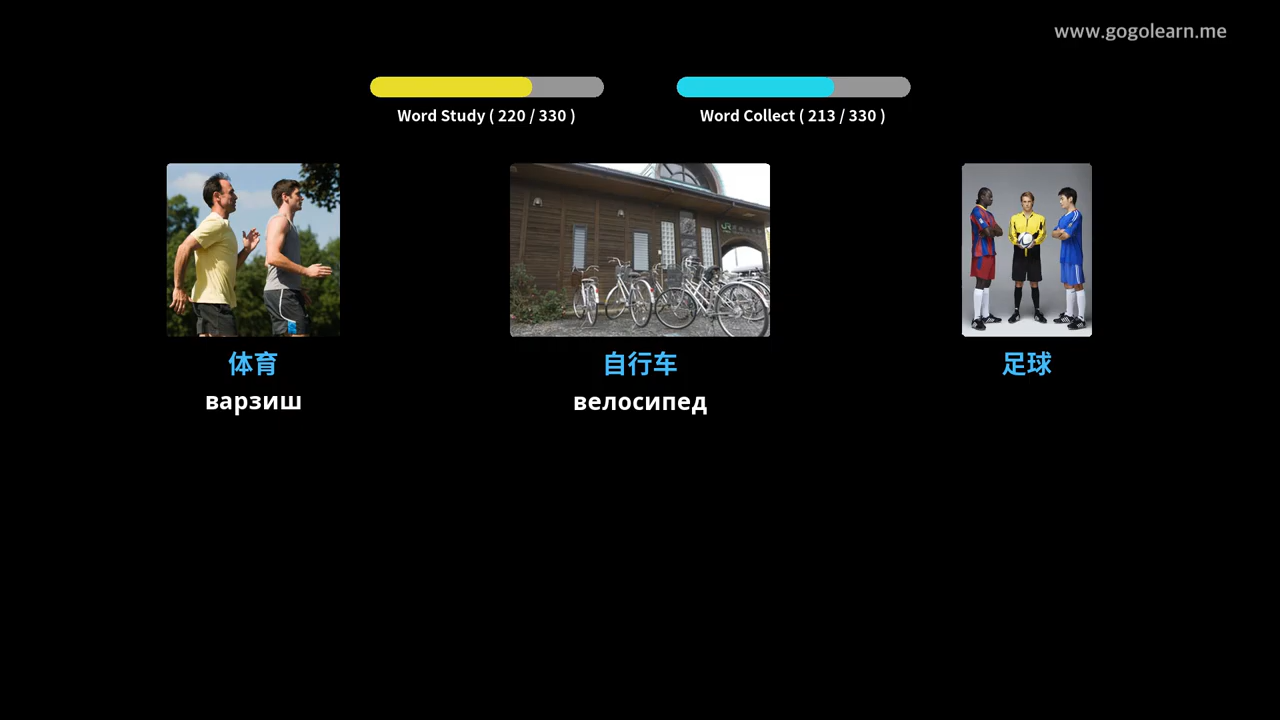 www.gogolearn.me
Word Study ( 220 / 330 )
Word Collect ( 213 / 330 )
体育
自行车
足球
варзиш
велосипед